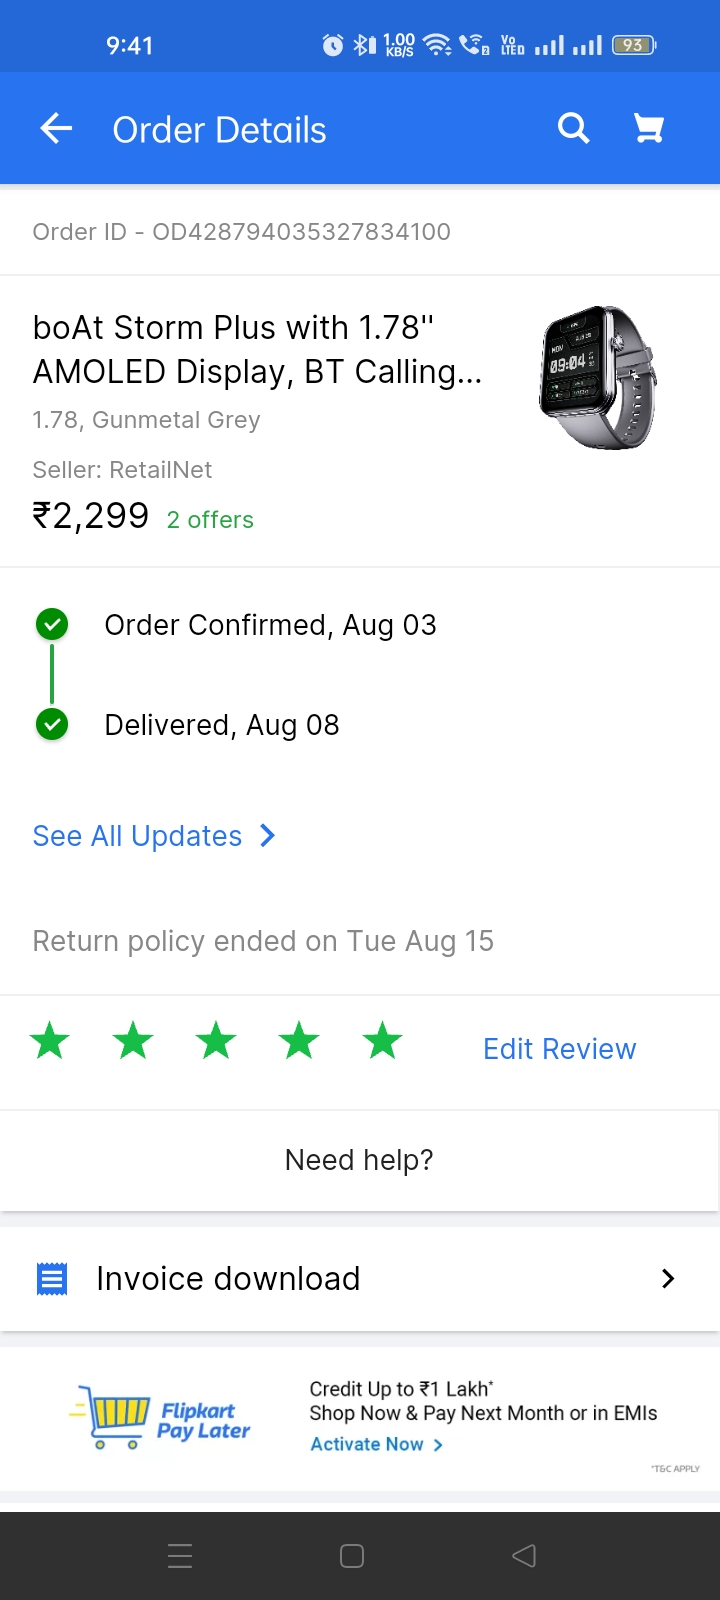 9:41
1.00
KB/S
2
Vo
LTED
93
Order Details
Order ID - OD428794035327834100
boAt Storm Plus with 1.78"
AMOLED Display, BT Calling...
1.78, Gunmetal Grey
Seller: RetailNet
₹2,299 2 offers
NOV
09:04
Order Confirmed, Aug 03
Delivered, Aug 08
See All Updates
Return policy ended on Tue Aug 15
Edit Review
Need help?
Invoice download
Flipkart
Pay Later
Credit Up to ₹1 Lakh*
Shop Now & Pay Next Month or in EMIs
Activate Now
*T&C APPLY